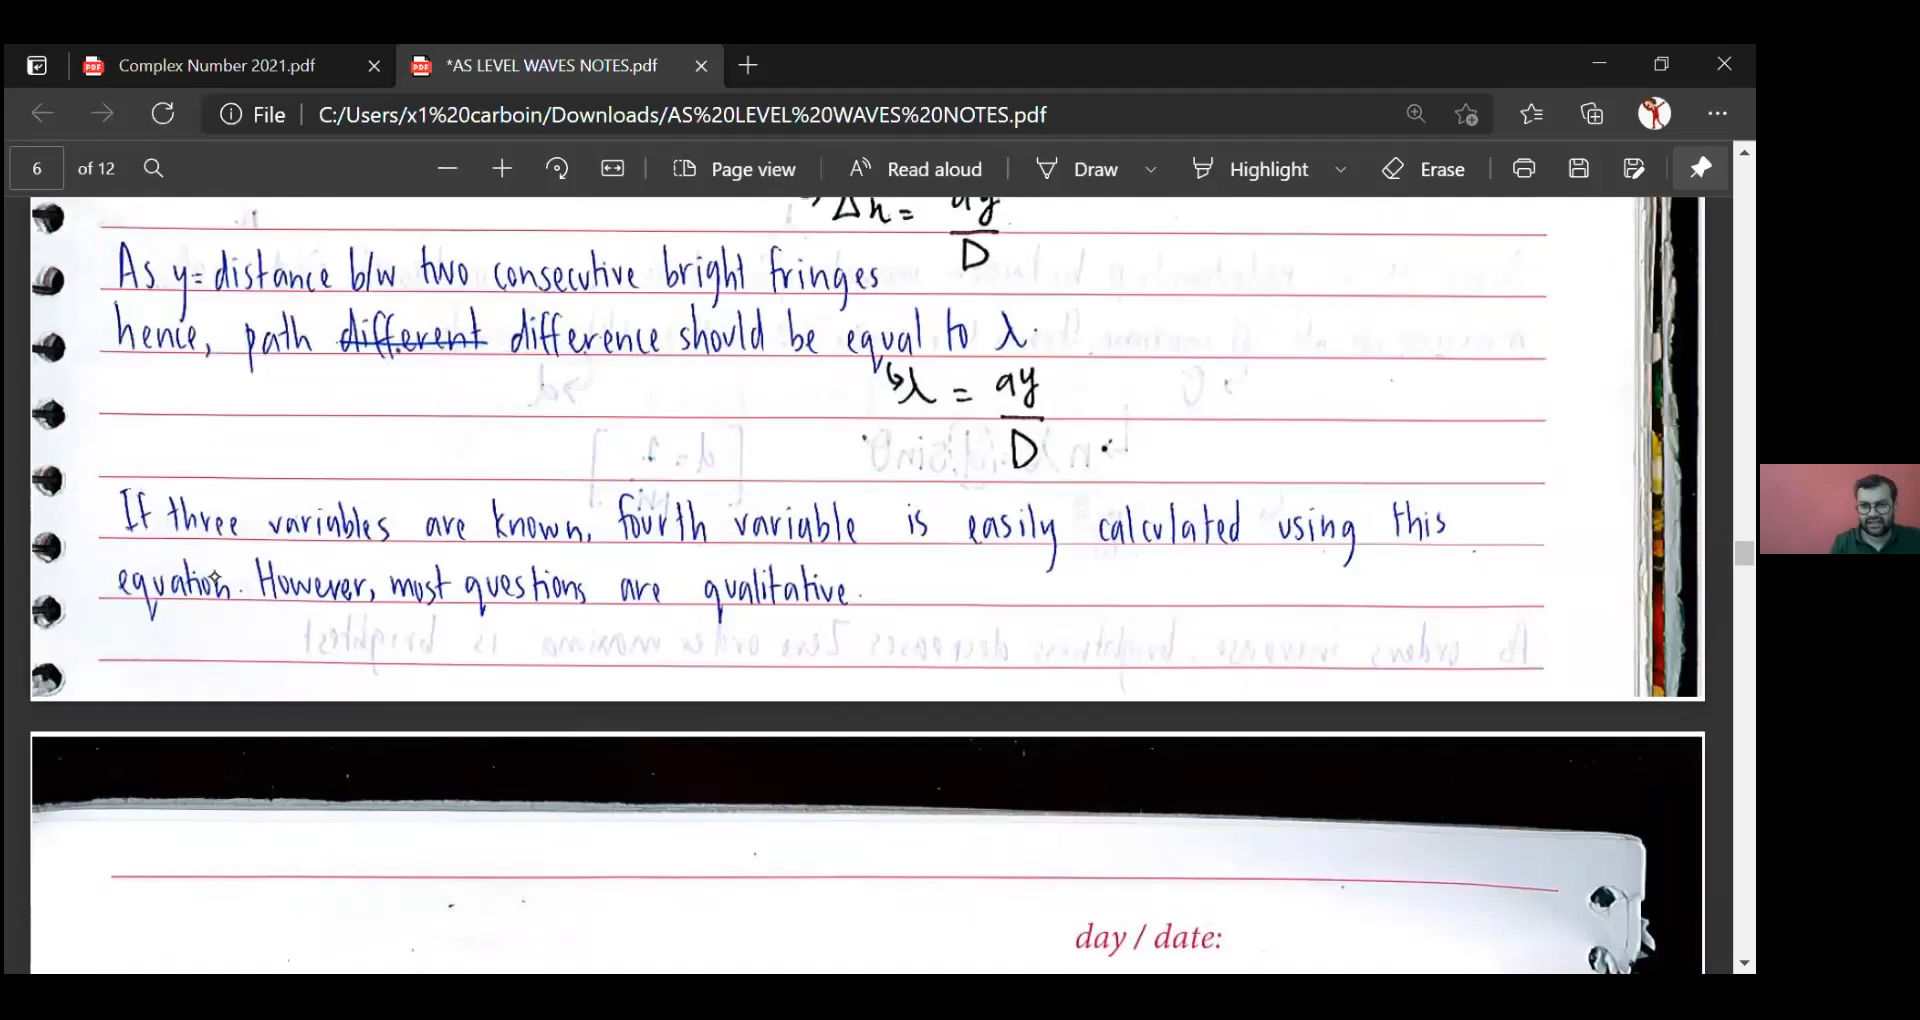 Complex Number 2021.pdf
*AS LEVEL WAVES NOTES.pdf
File
C:/Users/x1%20carboin/Downloads/AS%20LEVEL%20WAVES%20NOTES.pdf
6 of 12
Page view
Read aloud
Draw
Highlight
Erase
Δh = ay
D
As y = distance b/w two consecutive bright fringes
hence, path different difference should be equal to λ.
↳ λ = ay
D
If three variables are known, fourth variable is easily calculated using this
equation. However, most questions are qualitative.
day / date: